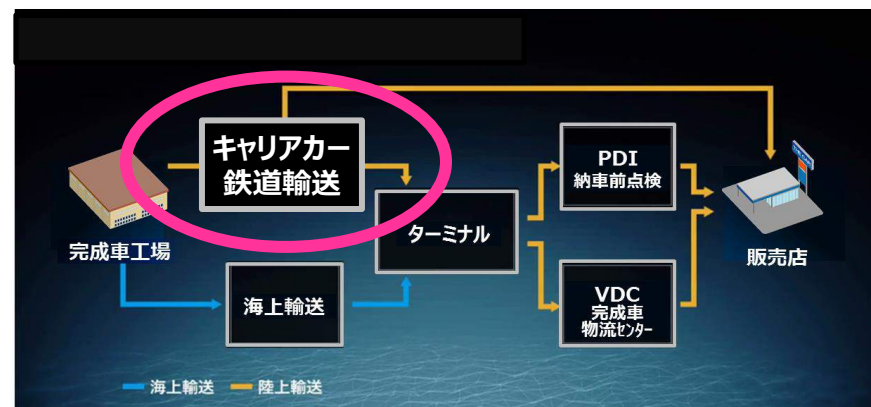 キャリアカー
鉄道輸送
PDI
納車前点検
ターミナル
完成車工場
販売店
海上輸送
VDC
完成車
物流ｾﾝﾀｰ
海上輸送
陸上輸送